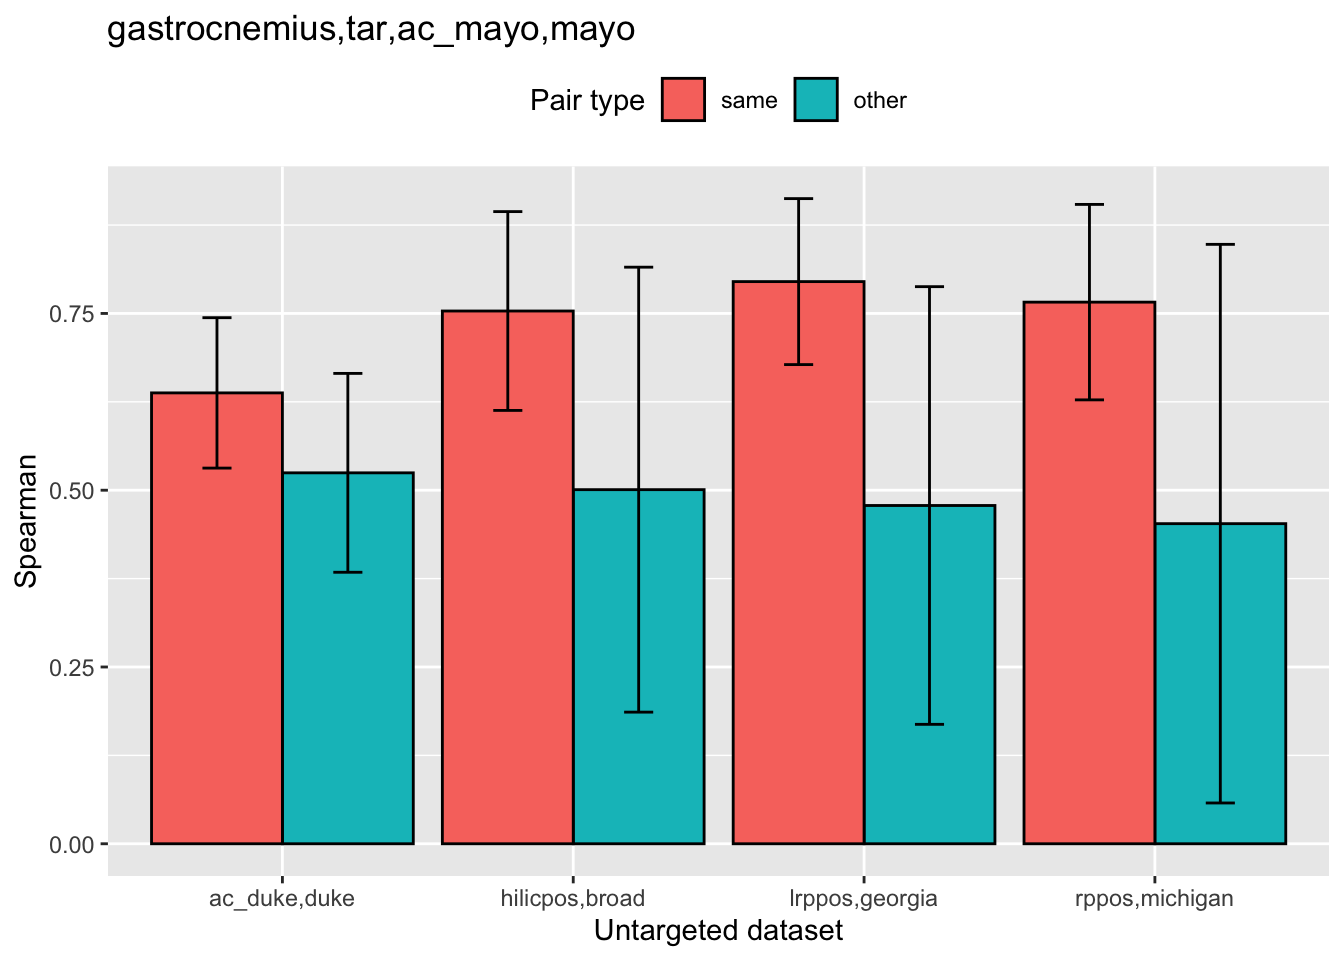 gastrocnemius,tar,ac_mayo,mayo
Pair type same other
Spearman
0.75
0.50
0.25
0.00
ac_duke,duke hilicpos,broad lrppos,georgia rppos,michigan
Untargeted dataset